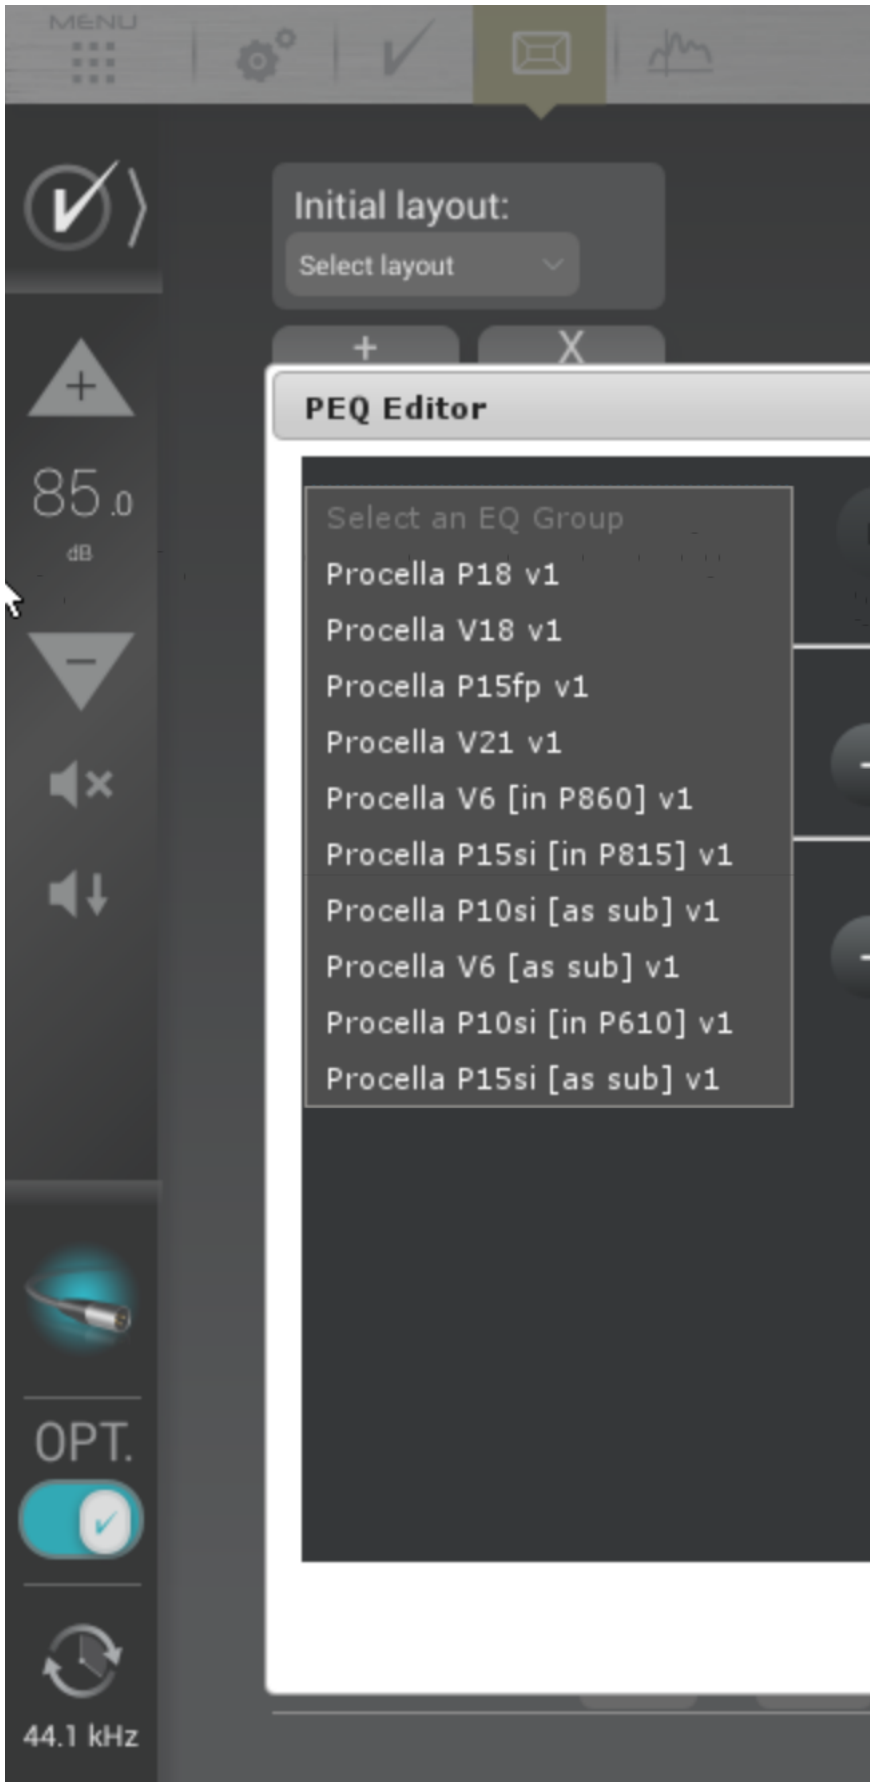 MENU
Initial layout:
Select layout
+
X
+
85.0
dB
PEQ Editor
Select an EQ Group
Procella P18 v1
Procella V18 v1
Procella P15fp v1
Procella V21 v1
Procella V6 [in P860] v1
Procella P15si [in P815] v1
Procella P10si [as sub] v1
Procella V6 [as sub] v1
Procella P10si [in P610] v1
Procella P15si [as sub] v1
OPT.
44.1 kHz